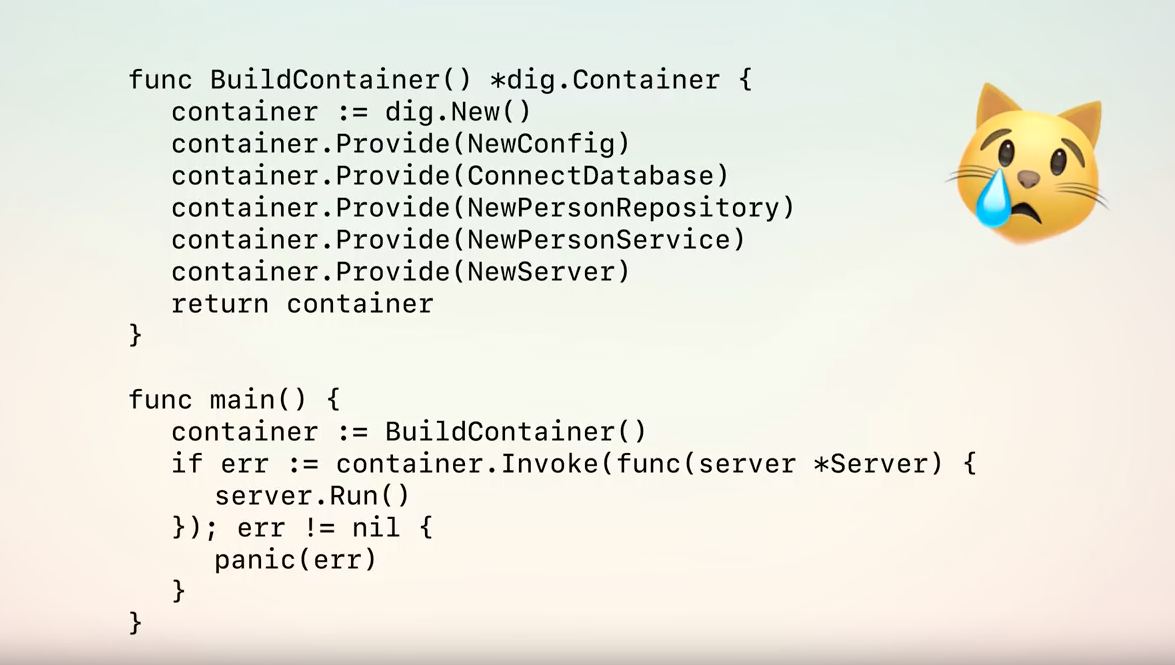 func BuildContainer() *dig.Container {
container := dig.New()
container.Provide(NewConfig)
container.Provide(ConnectDatabase)
container.Provide(NewPersonRepository)
container.Provide(NewPersonService)
container.Provide(NewServer)
return container
}
func main() {
container := BuildContainer()
if err := container.Invoke(func(server *Server) {
server.Run()
}); err != nil {
panic(err)
}
}